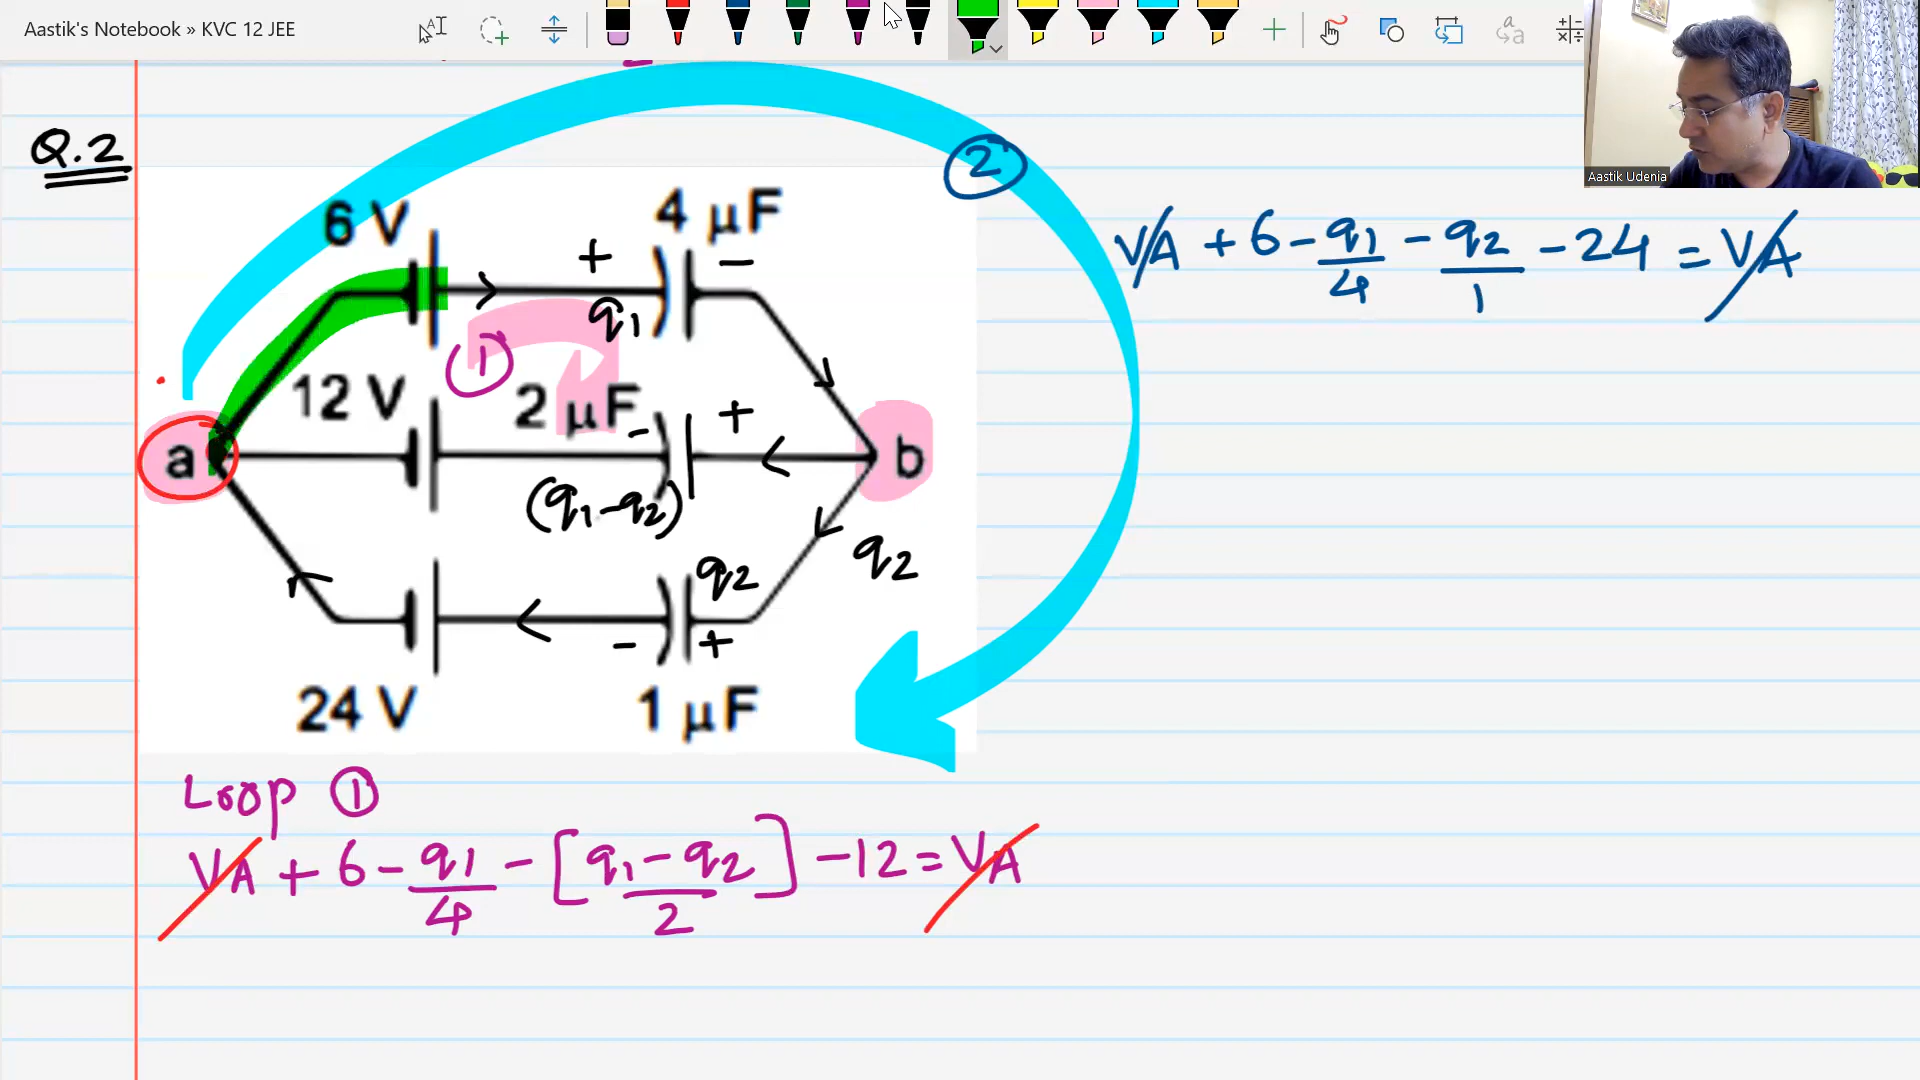 Aastik's Notebook » KVC 12 JEE
Aastik Udenia
Q.2
2
VA + 6 - q1/4 - q2/1 - 24 = VA
6 V
4 μF
+
-
q1
1
12 V
2 μF
-
+
a
b
(q1-q2)
q2
q2
-
+
24 V
1 μF
Loop 1
VA + 6 - q1/4 - [q1-q2/2] - 12 = VA